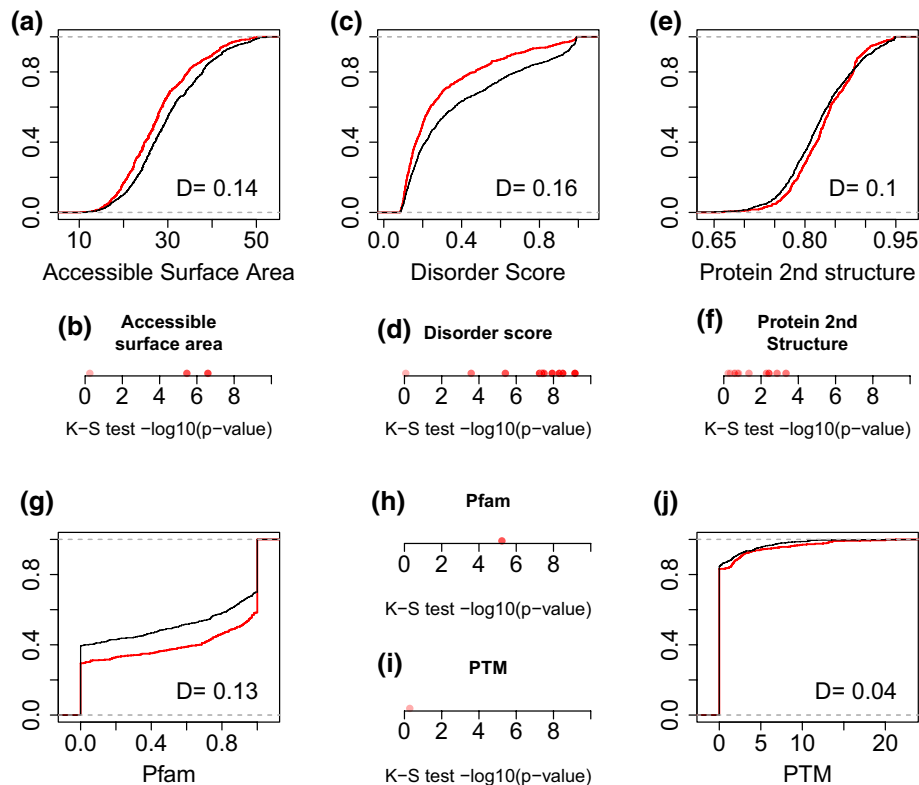 (a) (c) (e)
0.0 0.4 0.8
D= 0.14
10 30 50
Accessible Surface Area
0.0 0.4 0.8
D= 0.16
0.0 0.4 0.8
Disorder Score
0.0 0.4 0.8
D= 0.1
0.65 0.80 0.95
Protein 2nd structure
(b) Accessible
surface area
0 2 4 6 8
K−S test −log10(p−value)
(d) Disorder score
0 2 4 6 8
K−S test −log10(p−value)
(f) Protein 2nd
Structure
0 2 4 6 8
K−S test −log10(p−value)
(g)
0.0 0.4 0.8
D= 0.13
0.0 0.4 0.8
Pfam
(h) Pfam
0 2 4 6 8
K−S test −log10(p−value)
(i) PTM
0 2 4 6 8
K−S test −log10(p−value)
(j)
0.0 0.4 0.8
D= 0.04
0 5 10 20
PTM